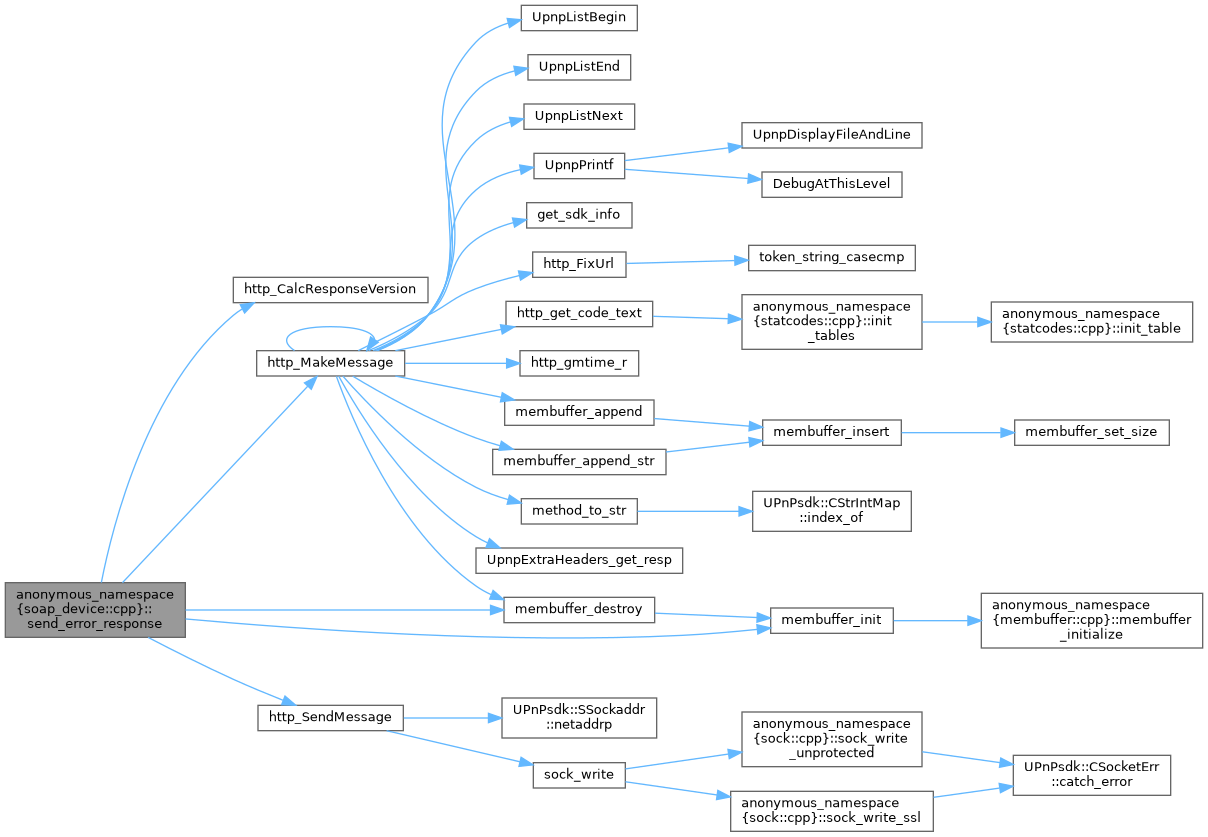 UpnpListBegin
UpnpListEnd
UpnpListNext
UpnpDisplayFileAndLine
UpnpPrintf
DebugAtThisLevel
get_sdk_info
token_string_casecmp
http_FixUrl
http_CalcResponseVersion
http_get_code_text
anonymous_namespace
{statcodes::cpp}::init
_tables
anonymous_namespace
{statcodes::cpp}::init_table
http_MakeMessage
http_gmtime_r
membuffer_append
membuffer_insert
membuffer_set_size
membuffer_append_str
method_to_str
UPnPsdk::CStrIntMap
::index_of
UpnpExtraHeaders_get_resp
anonymous_namespace
{soap_device::cpp}::
send_error_response
membuffer_destroy
membuffer_init
anonymous_namespace
{membuffer::cpp}::membuffer
_initialize
http_SendMessage
UPnPsdk::SSockaddr
::netaddrp
sock_write
anonymous_namespace
{sock::cpp}::sock_write
_unprotected
UPnPsdk::CSocketErr
::catch_error
anonymous_namespace
{sock::cpp}::sock_write_ssl